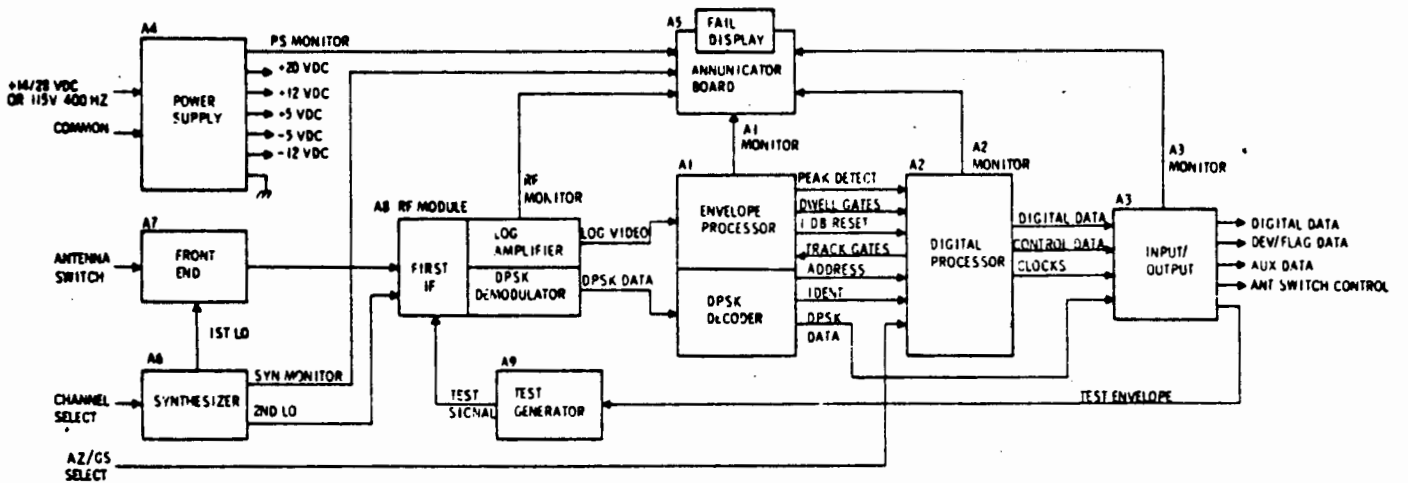 A4
POWER
SUPPLY
+14/28 VDC
OR 115V 400 HZ
COMMON
PS MONITOR
+20 VDC
+12 VDC
+5 VDC
-5 VDC
-12 VDC
A5
FAIL
DISPLAY
ANNUNICATOR
BOARD
A1
MONITOR
A2
MONITOR
A3
MONITOR
RF
MONITOR
A7
FRONT
END
ANTENNA
SWITCH
1ST LO
A6
SYNTHESIZER
CHANNEL
SELECT
SYN MONITOR
2ND LO
AZ/GS
SELECT
A8 RF MODULE
FIRST
IF
LOG
AMPLIFIER
DPSK
DEMODULATOR
LOG VIDEO
DPSK DATA
TEST
SIGNAL
A9
TEST
GENERATOR
A1
ENVELOPE
PROCESSOR
DPSK
DECODER
PEAK DETECT
DWELL GATES
1 DB RESET
TRACK GATES
ADDRESS
IDENT
DPSK
DATA
A2
DIGITAL
PROCESSOR
DIGITAL DATA
CONTROL DATA
CLOCKS
A3
INPUT/
OUTPUT
DIGITAL DATA
DEV/FLAG DATA
AUX DATA
ANT SWITCH CONTROL
TEST ENVELOPE